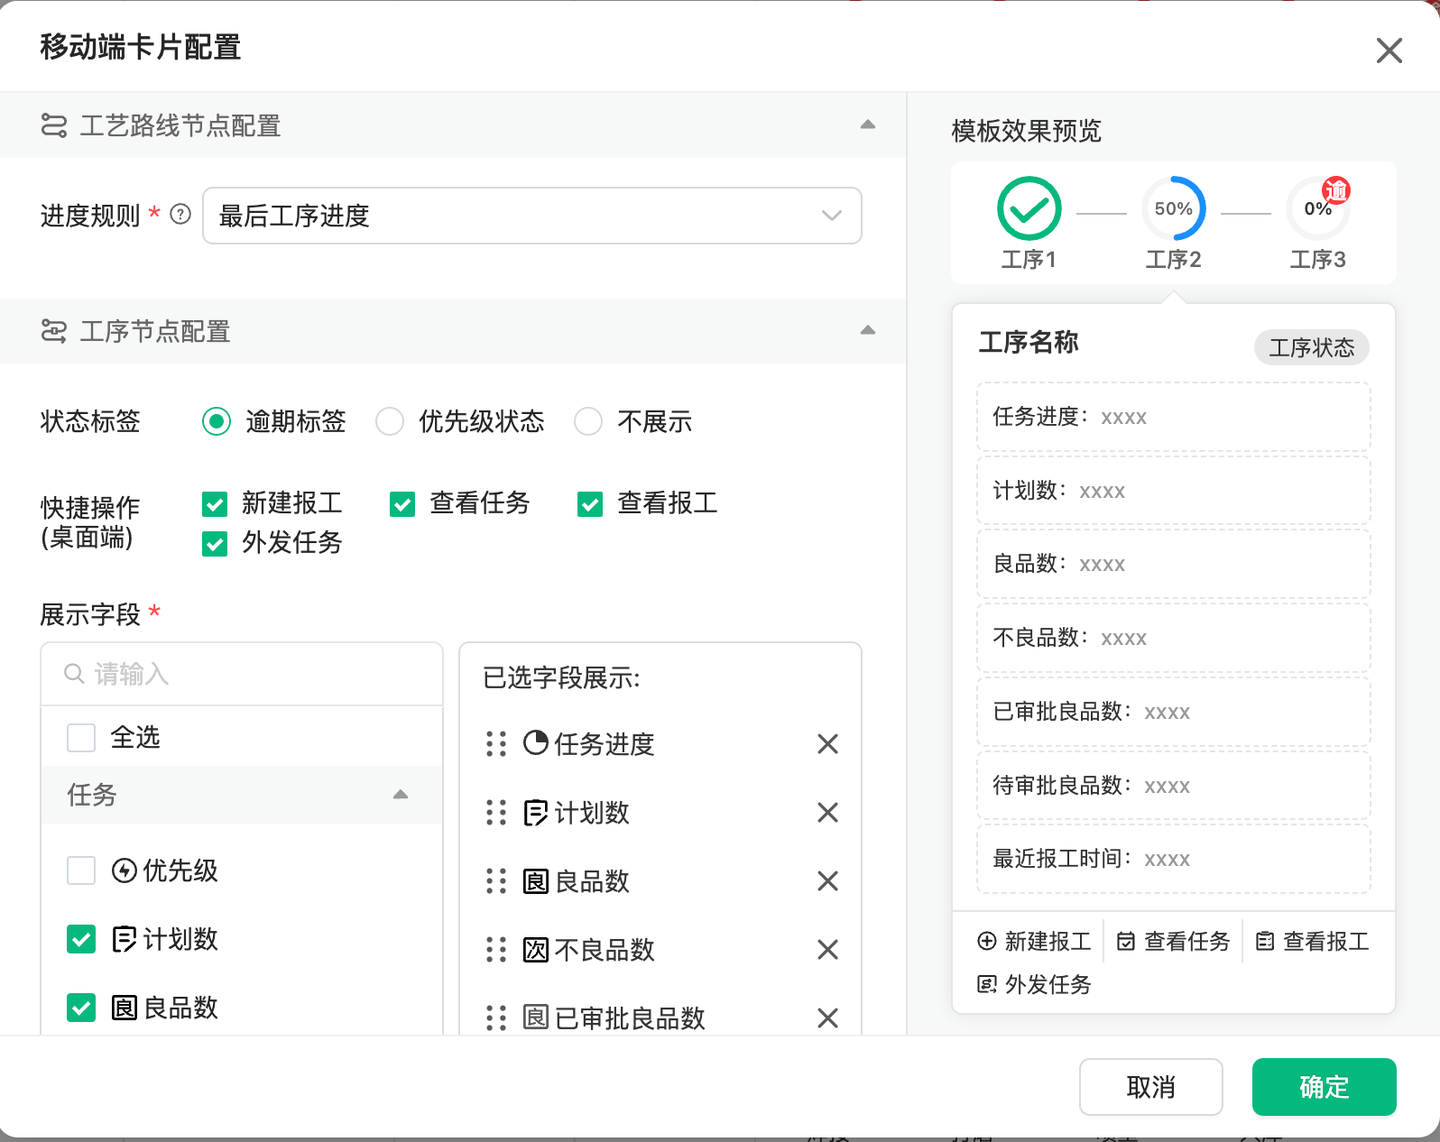 移动端卡片配置
工艺路线节点配置
进度规则 * 最后工序进度
工序节点配置
状态标签 逾期标签 优先级状态 不展示
快捷操作
(桌面端)
新建报工 查看任务 查看报工
外发任务
展示字段 *
请输入
全选
任务
优先级
计划数
良 良品数
已选字段展示:
任务进度
计划数
良 良品数
次 不良品数
良 已审批良品数
模板效果预览
50% 0% 逾
工序1 工序2 工序3
工序名称 工序状态
任务进度: xxxx
计划数: xxxx
良品数: xxxx
不良品数: xxxx
已审批良品数: xxxx
待审批良品数: xxxx
最近报工时间: xxxx
新建报工 查看任务 查看报工
外发任务
取消 确定